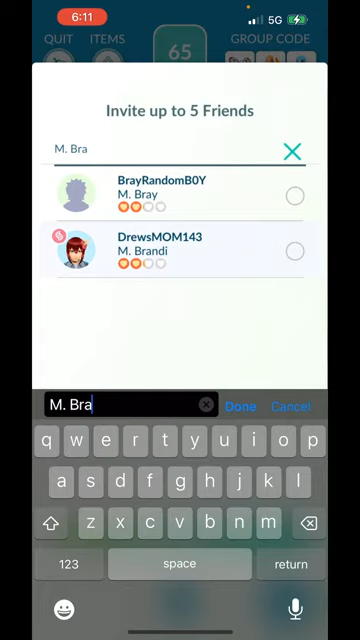 6:11
5G
QUIT ITEMS 65 GROUP CODE
Invite up to 5 Friends
M. Bra
BrayRandomB0Y
M. Bray
DrewsMOM143
M. Brandi
M. Bra Done Cancel
q w e r t y u i o p
a s d f g h j k l
z x c v b n m
123 space return